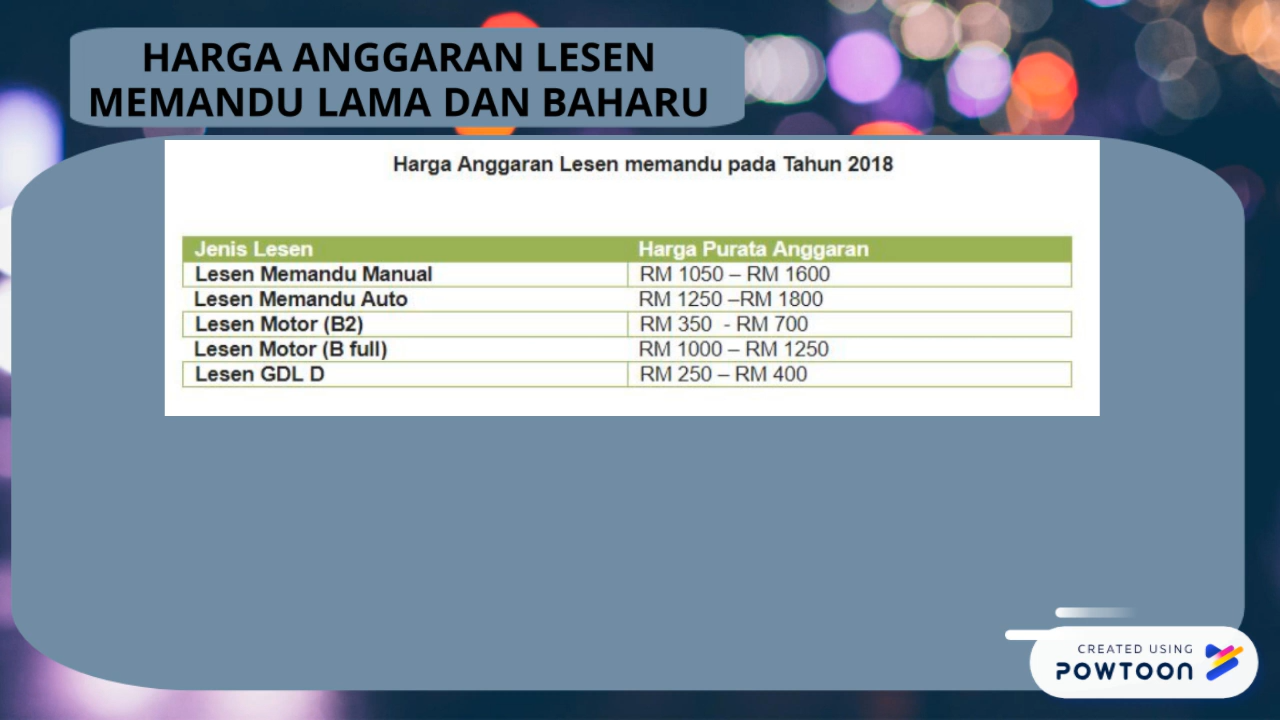 HARGA ANGGARAN LESEN
MEMANDU LAMA DAN BAHARU
Harga Anggaran Lesen memandu pada Tahun 2018
Jenis Lesen Harga Purata Anggaran
Lesen Memandu Manual RM 1050 – RM 1600
Lesen Memandu Auto RM 1250 –RM 1800
Lesen Motor (B2) RM 350 - RM 700
Lesen Motor (B full) RM 1000 – RM 1250
Lesen GDL D RM 250 – RM 400
CREATED USING
POWTOON